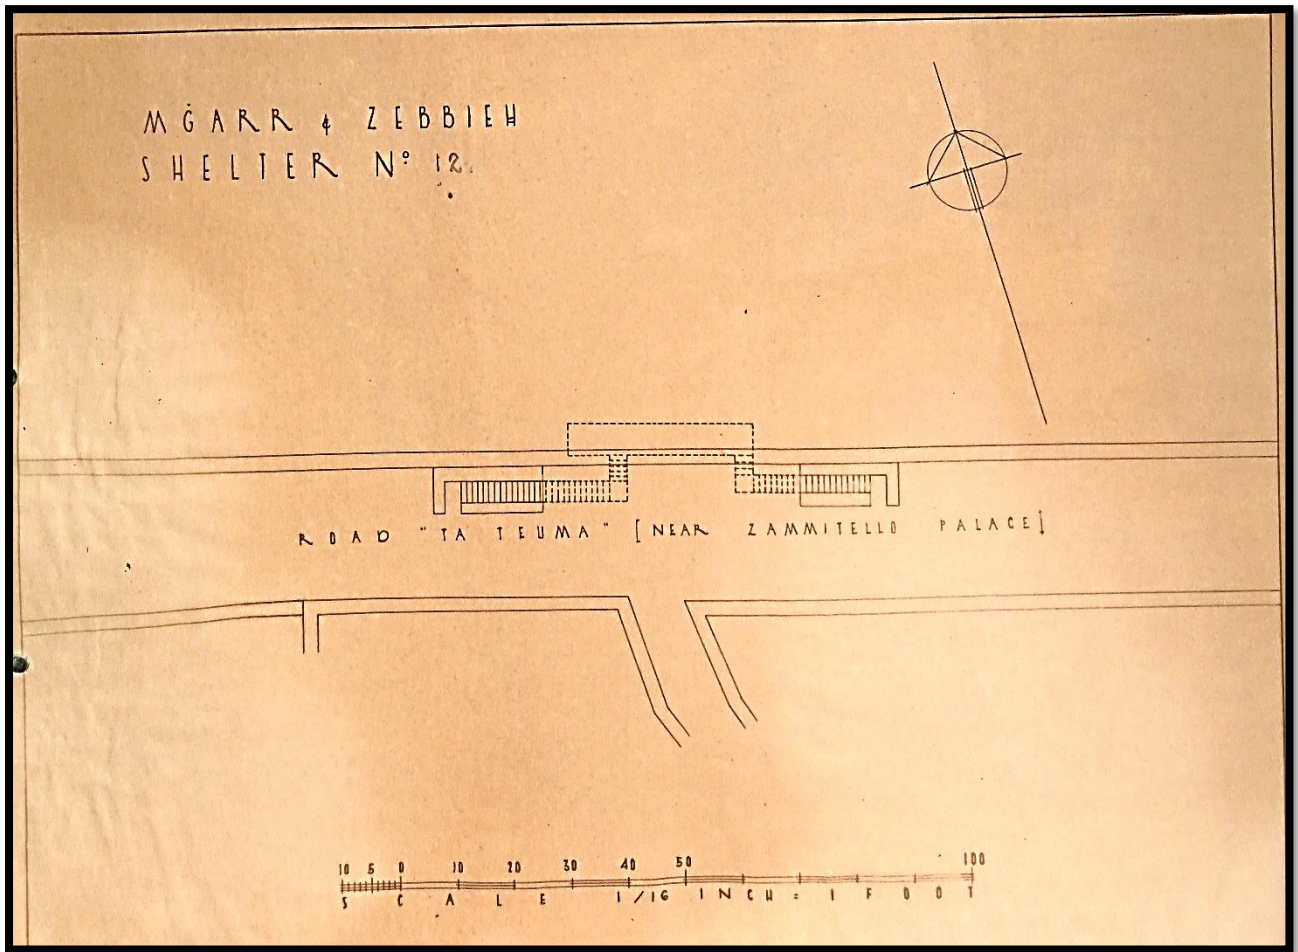 MĠARR & ZEBBIEĦ
SHELTER Nº 12.
ROAD "TA TEUMA" [NEAR ZAMMITELLO PALACE]
10 5 0 10 20 30 40 50 100
SCALE 1/16 INCH = 1 FOOT